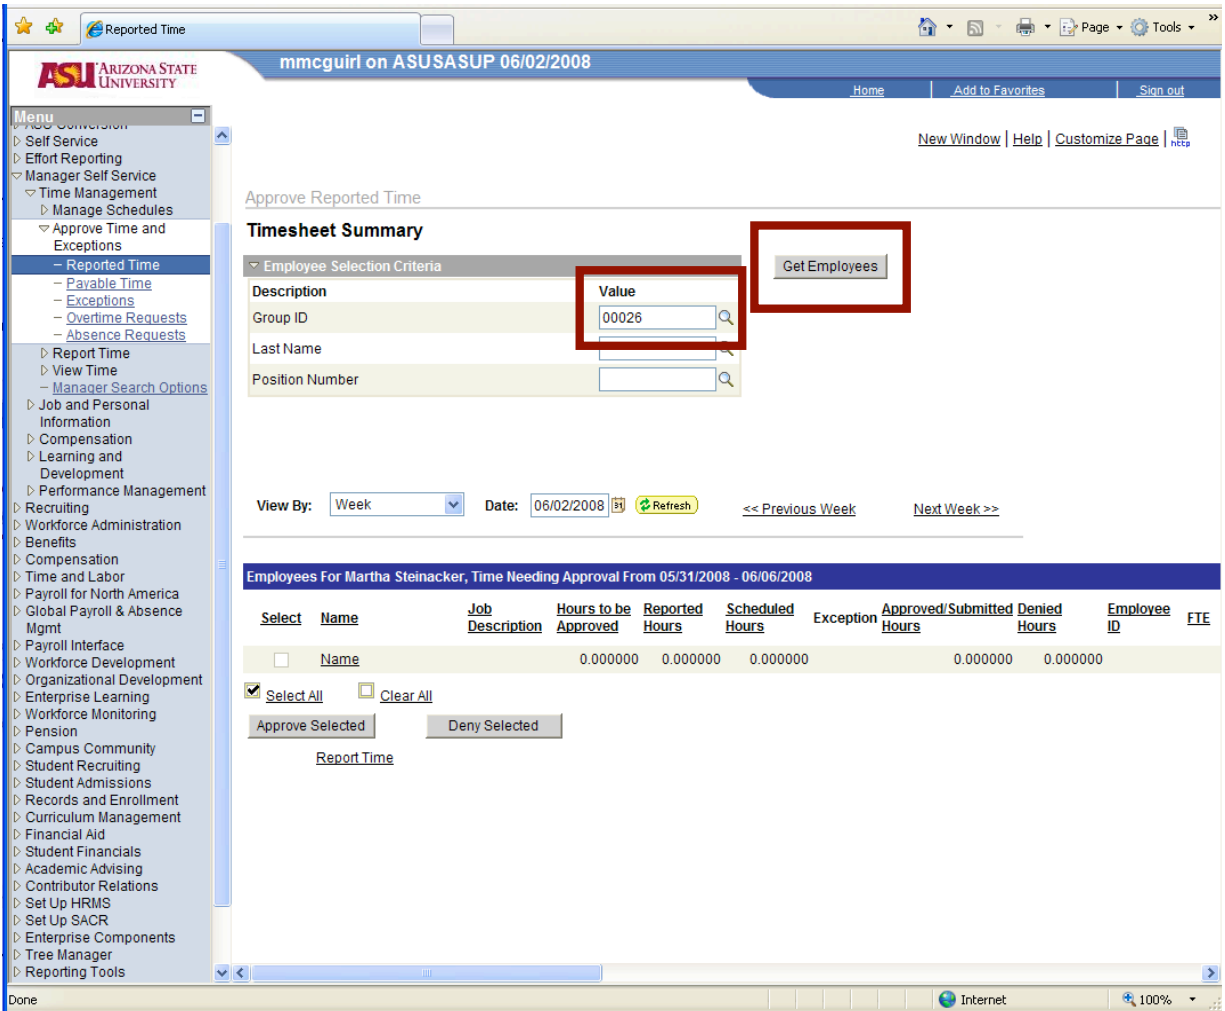 Reported Time
Page
Tools
»
ASU ARIZONA STATE UNIVERSITY
mmcguirl on ASUSASUP 06/02/2008
Home
Add to Favorites
Sign out
Menu
ASU Conversion
Self Service
Effort Reporting
Manager Self Service
Time Management
Manage Schedules
Approve Time and
Exceptions
– Reported Time
– Payable Time
– Exceptions
– Overtime Requests
– Absence Requests
Report Time
View Time
– Manager Search Options
Job and Personal
Information
Compensation
Learning and
Development
Performance Management
Recruiting
Workforce Administration
Benefits
Compensation
Time and Labor
Payroll for North America
Global Payroll & Absence
Mgmt
Payroll Interface
Workforce Development
Organizational Development
Enterprise Learning
Workforce Monitoring
Pension
Campus Community
Student Recruiting
Student Admissions
Records and Enrollment
Curriculum Management
Financial Aid
Student Financials
Academic Advising
Contributor Relations
Set Up HRMS
Set Up SACR
Enterprise Components
Tree Manager
Reporting Tools
New Window | Help | Customize Page | http
Approve Reported Time
Timesheet Summary
Employee Selection Criteria
Get Employees
Description Value
Group ID 00026
Last Name
Position Number
View By: Week Date: 06/02/2008 31 Refresh << Previous Week Next Week >>
Employees For Martha Steinacker, Time Needing Approval From 05/31/2008 - 06/06/2008
Select Name Job Description Hours to be Approved Reported Hours Scheduled Hours Exception Approved/Submitted Hours Denied Hours Employee ID FTE
Name 0.000000 0.000000 0.000000 0.000000 0.000000
Select All Clear All
Approve Selected Deny Selected
Report Time
Done Internet 100%